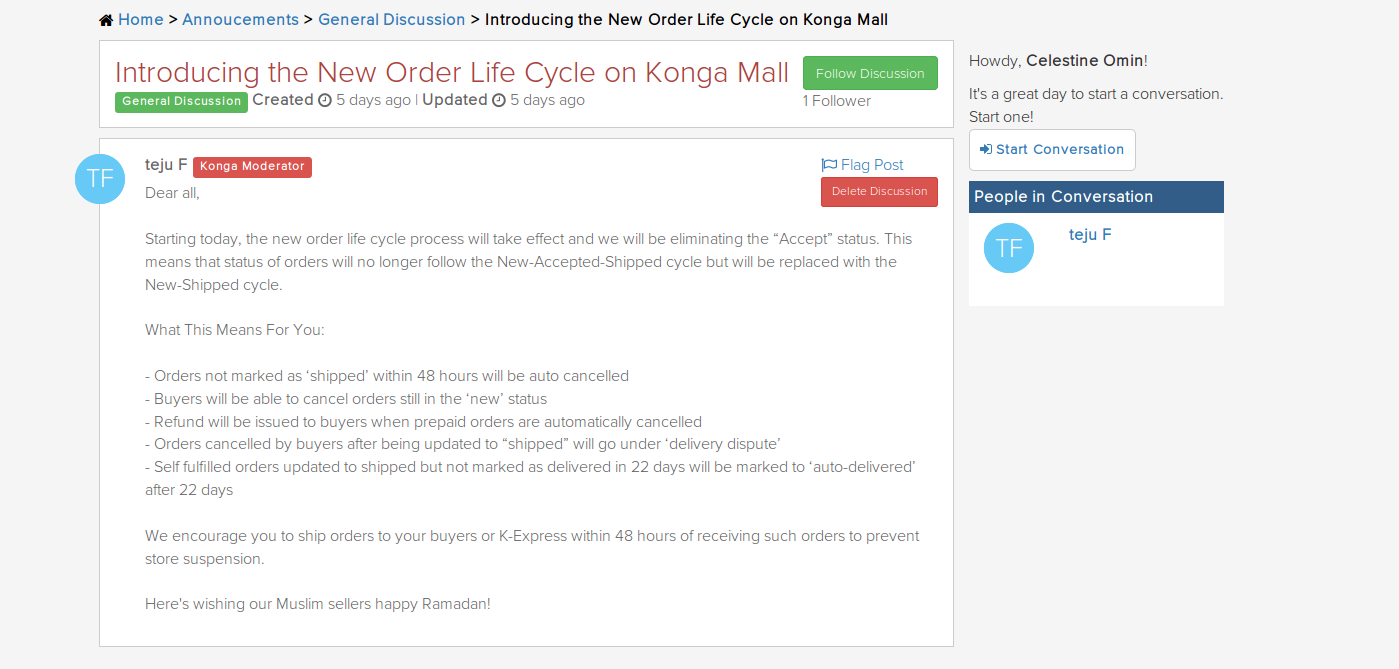 Home > Annoucements > General Discussion > Introducing the New Order Life Cycle on Konga Mall
Introducing the New Order Life Cycle on Konga Mall
Follow Discussion
General Discussion Created 5 days ago | Updated 5 days ago
1 Follower
TF
teju F Konga Moderator
Flag Post
Delete Discussion
Dear all,
Starting today, the new order life cycle process will take effect and we will be eliminating the “Accept” status. This
means that status of orders will no longer follow the New-Accepted-Shipped cycle but will be replaced with the
New-Shipped cycle.
What This Means For You:
- Orders not marked as ‘shipped’ within 48 hours will be auto cancelled
- Buyers will be able to cancel orders still in the ‘new’ status
- Refund will be issued to buyers when prepaid orders are automatically cancelled
- Orders cancelled by buyers after being updated to “shipped” will go under ‘delivery dispute’
- Self fulfilled orders updated to shipped but not marked as delivered in 22 days will be marked to ‘auto-delivered’
after 22 days
We encourage you to ship orders to your buyers or K-Express within 48 hours of receiving such orders to prevent
store suspension.
Here's wishing our Muslim sellers happy Ramadan!
Howdy, Celestine Omin!
It's a great day to start a conversation.
Start one!
Start Conversation
People in Conversation
TF
teju F